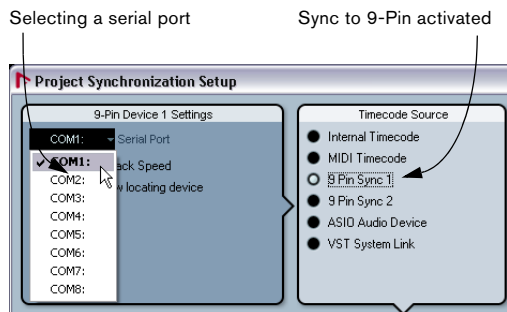 Selecting a serial port
Sync to 9-Pin activated
Project Synchronization Setup
9-Pin Device 1 Settings
COM1: Serial Port
COM1:
COM2:
COM3:
COM4:
COM5:
COM6:
COM7:
COM8:
ack Speed
w locating device
Timecode Source
Internal Timecode
MIDI Timecode
9 Pin Sync 1
9 Pin Sync 2
ASIO Audio Device
VST System Link